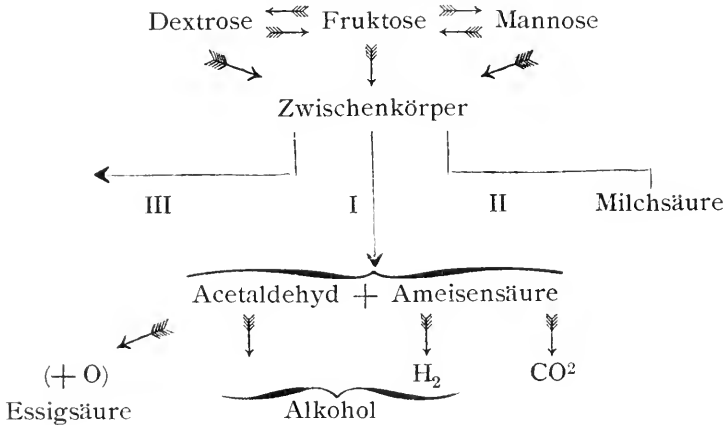 Dextrose Fruktose Mannose
Zwischenkörper
III I II Milchsäure
Acetaldehyd + Ameisensäure
(+ O) H₂ CO²
Essigsäure Alkohol